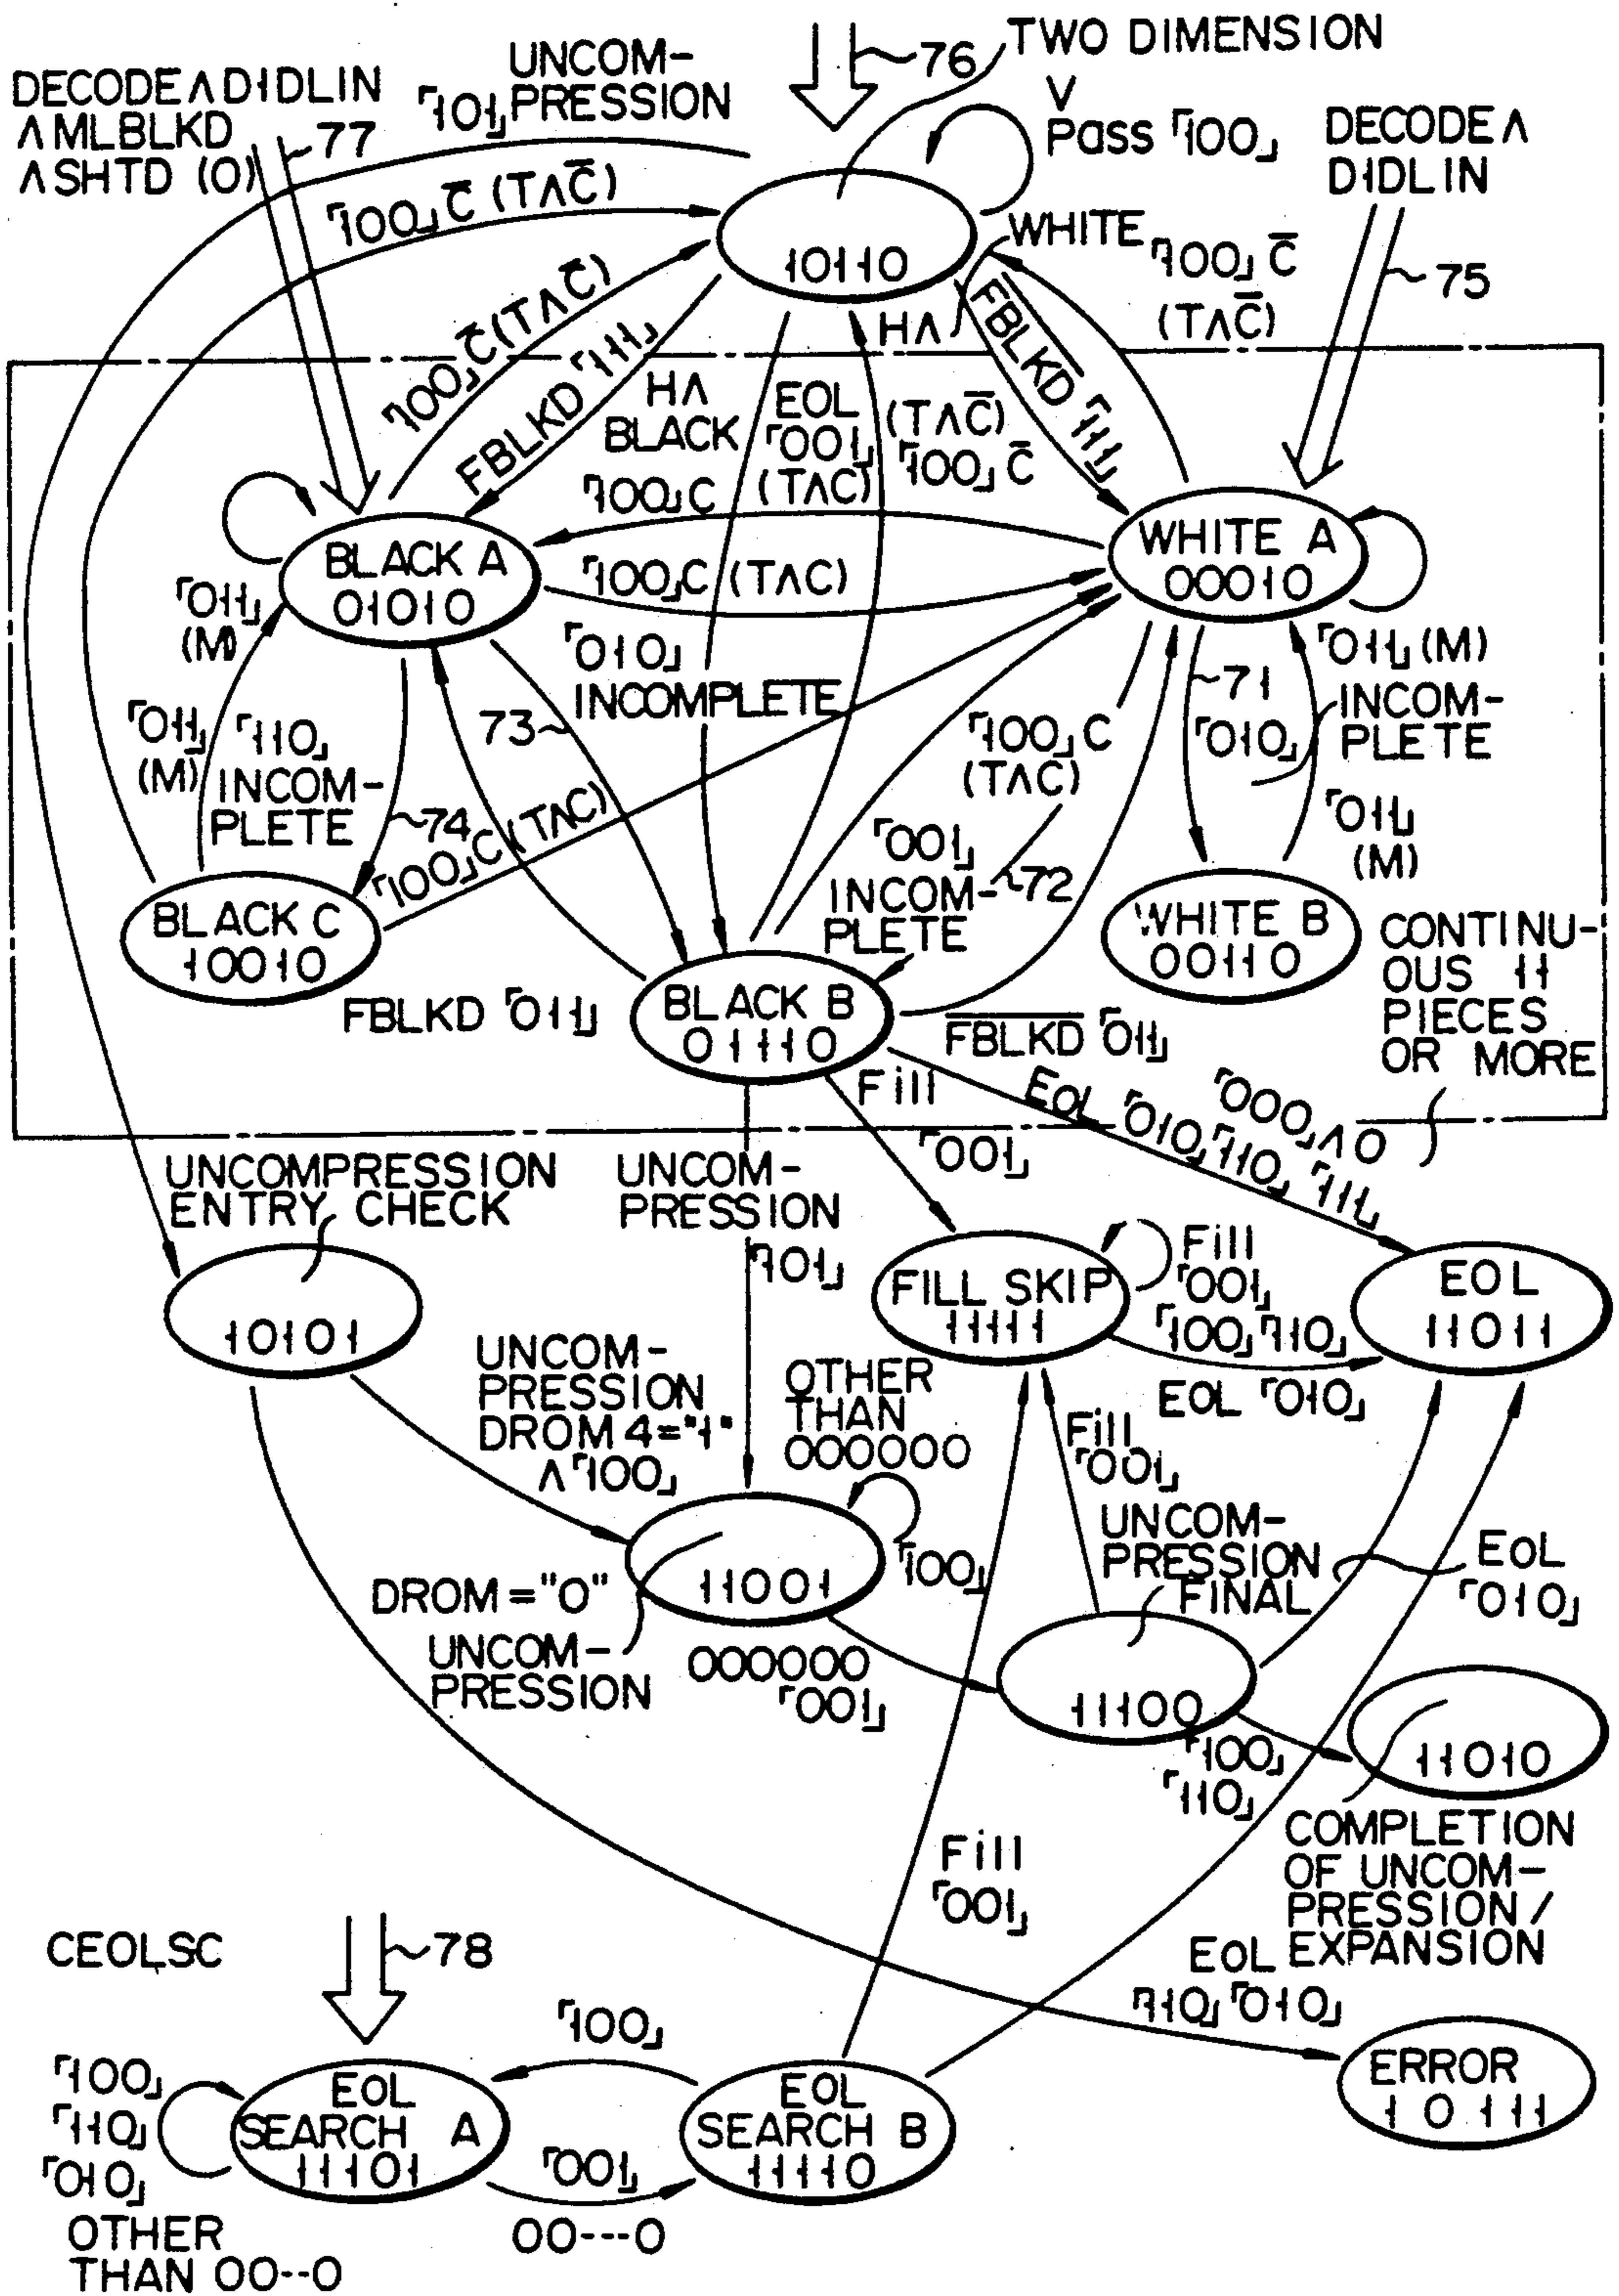 DECODE∧DIDLIN
∧MLBLKD
∧SHTD (0)
77
「101」
UNCOM-
PRESSION
76
TWO DIMENSION
∨
Pass 「100」
DECODE∧
DIDLIN
75
「100」 C̅ (T∧C̅)
10110
WHITE
「100」 C̅
(T∧C̅)
「100」 C̅ (T∧C̅)
FBLKD 「111」
H∧
F̅B̅L̅K̅D̅ 「111」
H∧
BLACK
EOL
「001」
(T∧C)
(T∧C̅)
「100」 C̅
「100」C
BLACK A
01010
「100」C (T∧C)
WHITE A
00010
「011」
(M)
「010」
INCOMPLETE
73
「011」 (M)
71
「010」
INCOM-
PLETE
「011」
(M)
「110」
INCOM-
PLETE
74
「100」C (T∧C)
「100」 C
(T∧C)
「011」
(M)
「001」
INCOM-
PLETE
72
BLACK C
10010
WHITE B
00110
CONTINU-
OUS 11
PIECES
OR MORE
FBLKD 「011」
BLACK B
01110
F̅B̅L̅K̅D̅ 「011」
Fill
「001」
EOL 「010」「110」 「111」
「000」∧0
UNCOMPRESSION
ENTRY CHECK
UNCOM-
PRESSION
「101」
10101
FILL SKIP
11111
Fill
「001」
「100」「110」
EOL 「010」
EOL
11011
UNCOM-
PRESSION
DROM 4="1"
∧「100」
OTHER
THAN
000000
Fill
「001」
11001
「100」
UNCOM-
PRESSION
FINAL
EOL
「010」
DROM="0"
UNCOM-
PRESSION
000000
「001」
11100
「100」
「110」
11010
COMPLETION
OF UNCOM-
PRESSION/
EXPANSION
Fill
「001」
EOL
「110」「010」
CEOLSC
78
「100」
ERROR
10111
「100」
「110」
「010」
OTHER
THAN 00--0
EOL
SEARCH A
11101
「001」
00---0
EOL
SEARCH B
11110